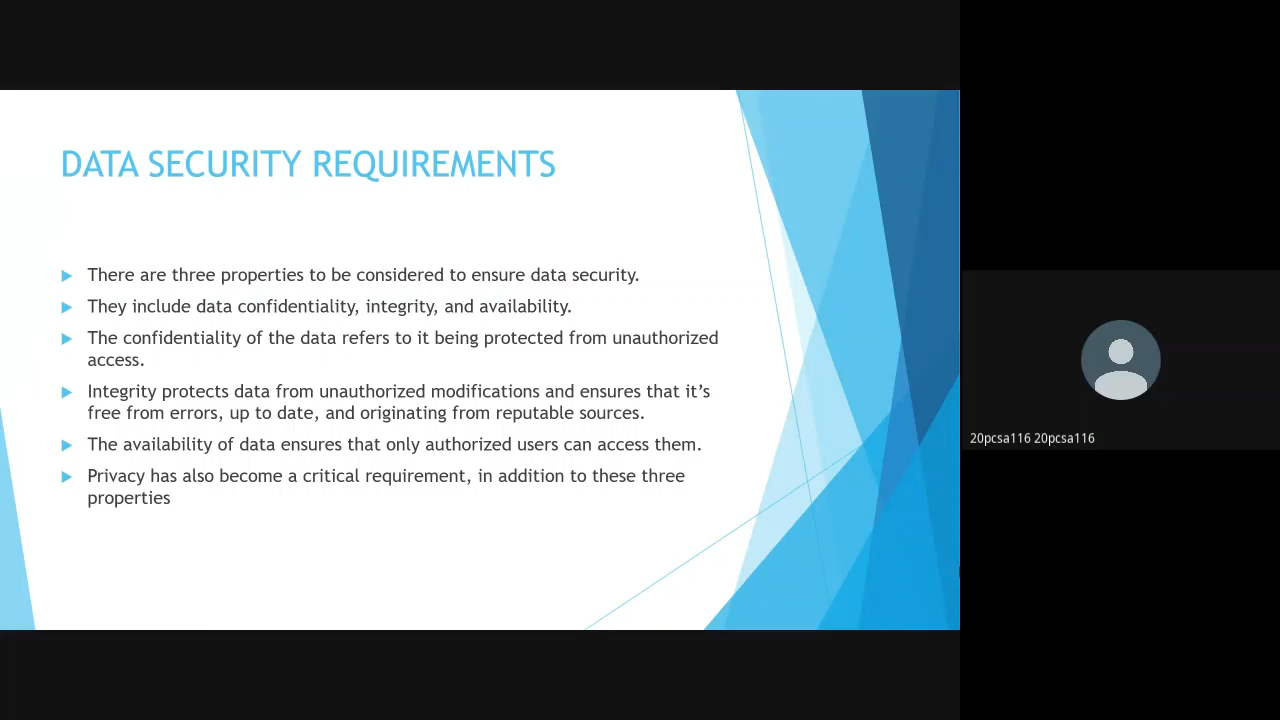 DATA SECURITY REQUIREMENTS
There are three properties to be considered to ensure data security.
They include data confidentiality, integrity, and availability.
The confidentiality of the data refers to it being protected from unauthorized
access.
Integrity protects data from unauthorized modifications and ensures that it’s
free from errors, up to date, and originating from reputable sources.
The availability of data ensures that only authorized users can access them.
Privacy has also become a critical requirement, in addition to these three
properties
20pcsa116 20pcsa116